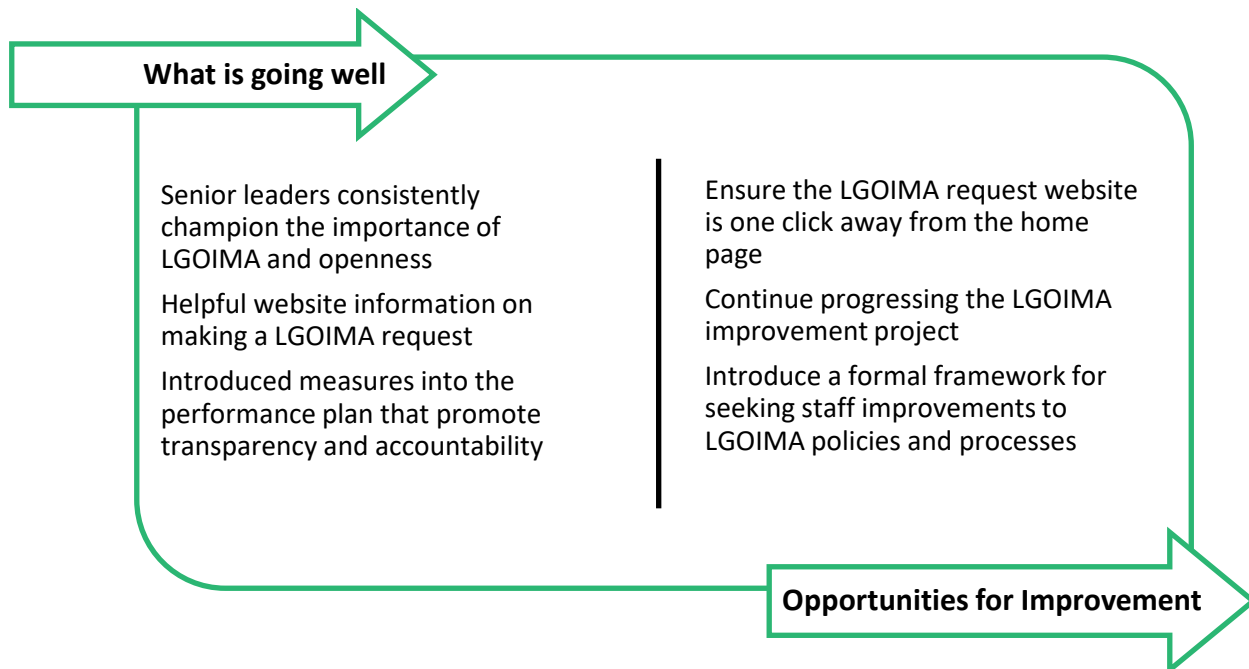 What is going well
Senior leaders consistently
champion the importance of
LGOIMA and openness
Helpful website information on
making a LGOIMA request
Introduced measures into the
performance plan that promote
transparency and accountability
Ensure the LGOIMA request website
is one click away from the home
page
Continue progressing the LGOIMA
improvement project
Introduce a formal framework for
seeking staff improvements to
LGOIMA policies and processes
Opportunities for Improvement